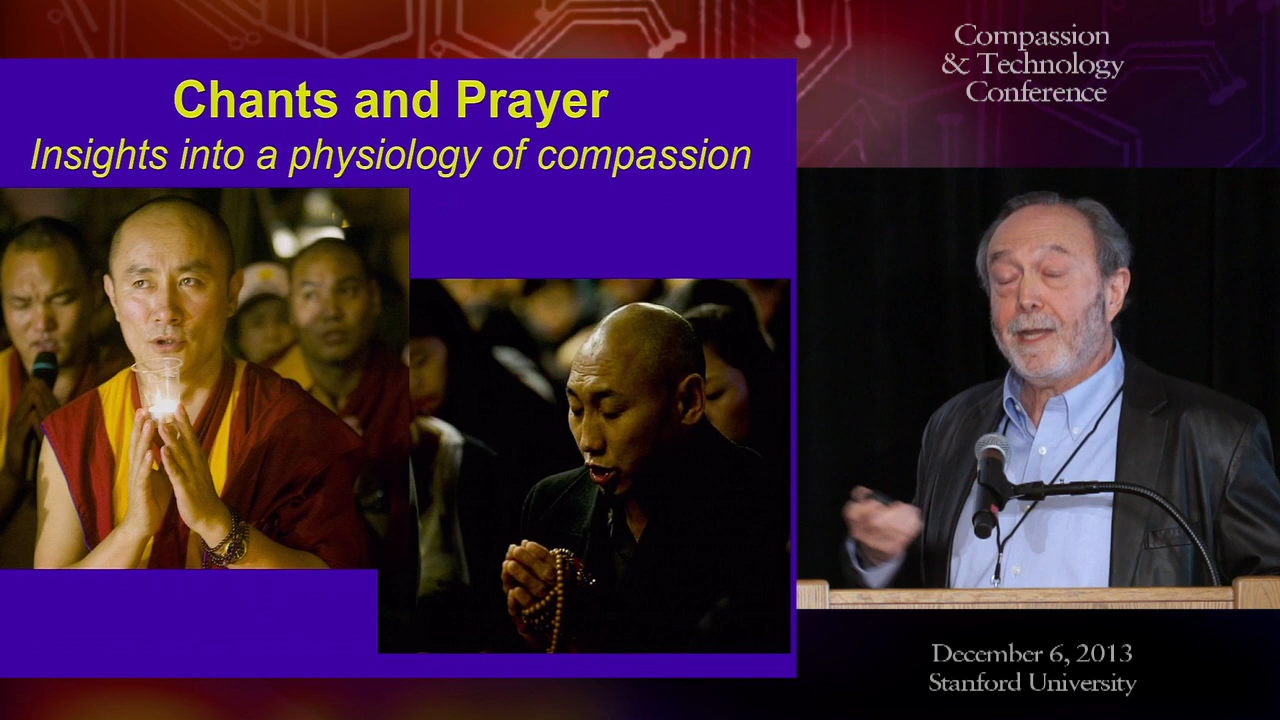 Chants and Prayer
Insights into a physiology of compassion
Compassion
& Technology
Conference
December 6, 2013
Stanford University